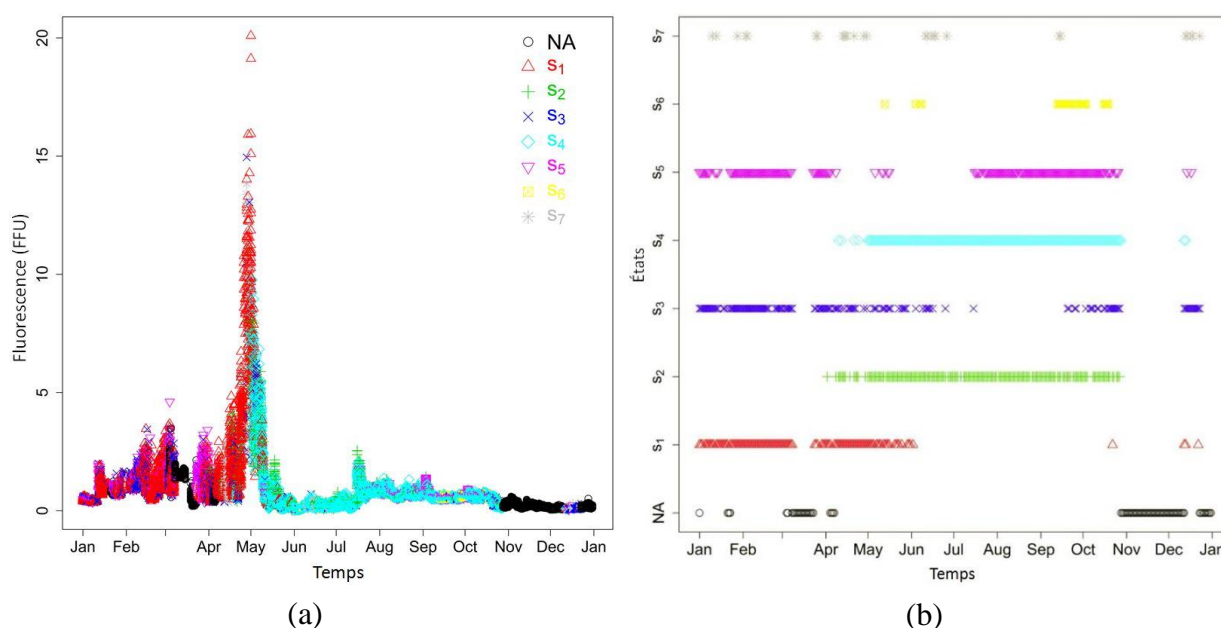 20
15
10
5
0
Fluorescence (FFU)
NA
s1
s2
s3
s4
s5
s6
s7
Jan Feb Apr May Jun Jul Aug Sep Oct Nov Dec Jan
Temps
(a)
s7
s6
s5
s4
s3
s2
s1
NA
États
Jan Feb Apr May Jun Jul Aug Sep Oct Nov Dec Jan
Temps
(b)